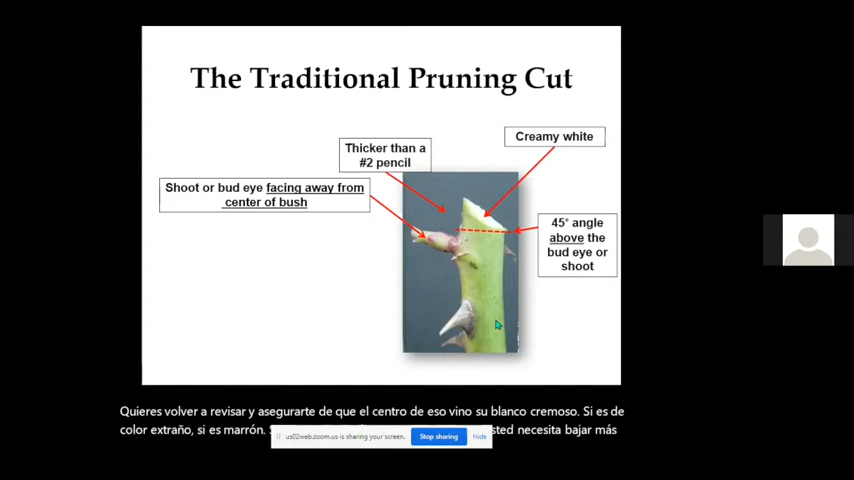 The Traditional Pruning Cut
Creamy white
Thicker than a
#2 pencil
Shoot or bud eye facing away from
center of bush
45° angle
above the
bud eye or
shoot
Quieres volver a revisar y asegurarte de que el centro de eso vino su blanco cremoso. Si es de
color extraño, si es marrón.
us02web.zoom.us is sharing your screen.
Stop sharing
Hide
necesita bajar más